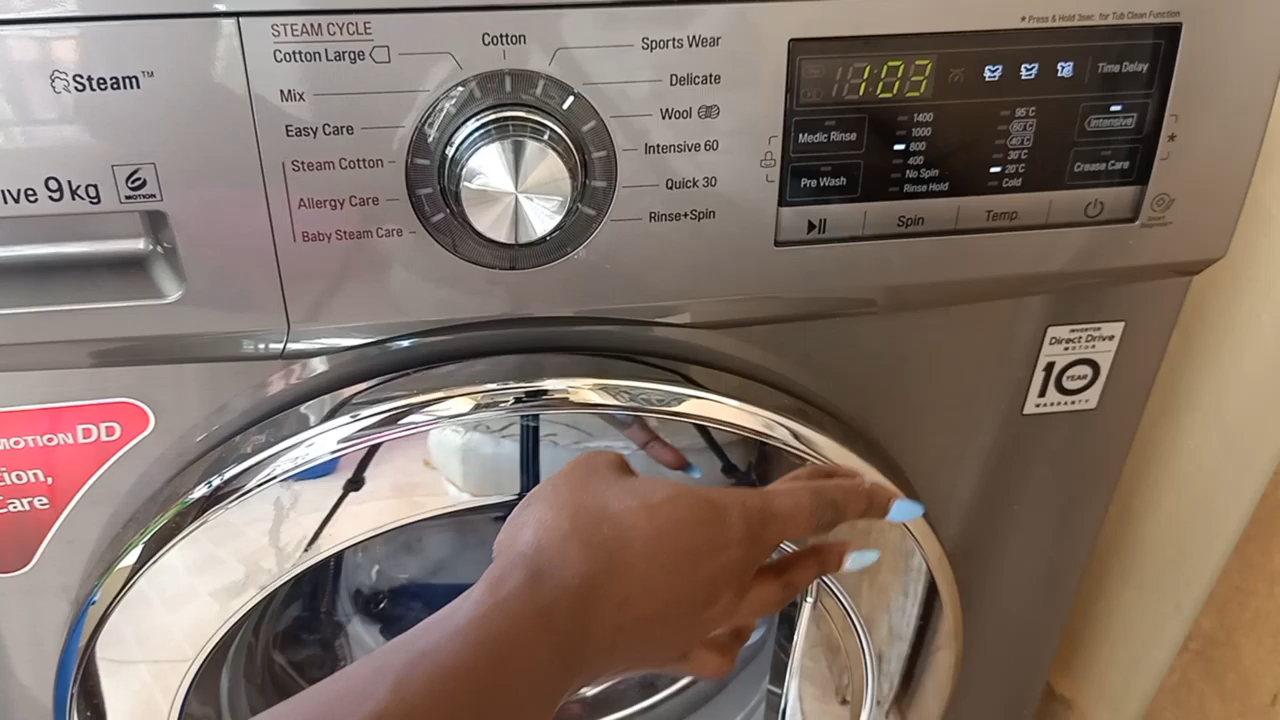 * Press & Hold 3sec. for Tub Clean Function
STEAM CYCLE
Cotton Large
Cotton
Sports Wear
Steam™
Mix
Delicate
Easy Care
Wool
Steam Cotton
Intensive 60
Allergy Care
Quick 30
Baby Steam Care
Rinse+Spin
ive 9kg
6
MOTION
1:03
Time Delay
Medic Rinse
1400
95°C
Intensive
1000
60°C
800
40°C
Pre Wash
400
30°C
Crease Care
No Spin
20°C
Rinse Hold
Cold
*
Spin
Temp.
Smart
Diagnosis™
INVERTER
Direct Drive
MOTOR
10
YEAR
WARRANTY
MOTION DD
tion,
Care